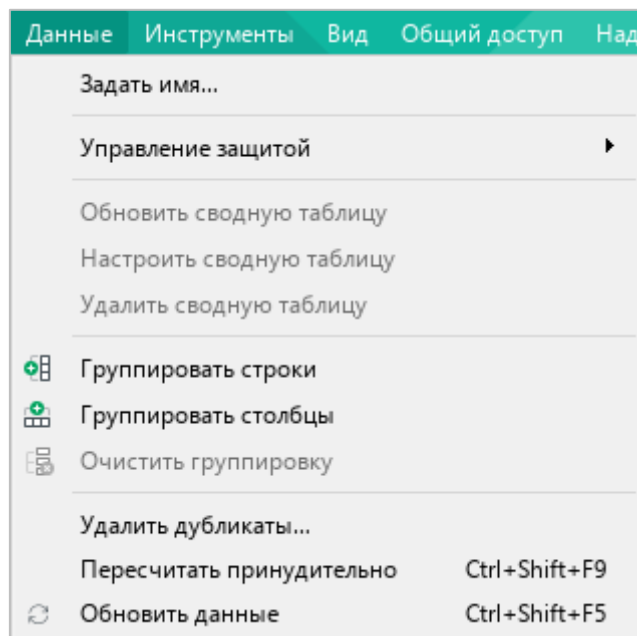 Данные Инструменты Вид Общий доступ Над
Задать имя...
Управление защитой
Обновить сводную таблицу
Настроить сводную таблицу
Удалить сводную таблицу
Группировать строки
Группировать столбцы
Очистить группировку
Удалить дубликаты...
Пересчитать принудительно Ctrl+Shift+F9
Обновить данные Ctrl+Shift+F5